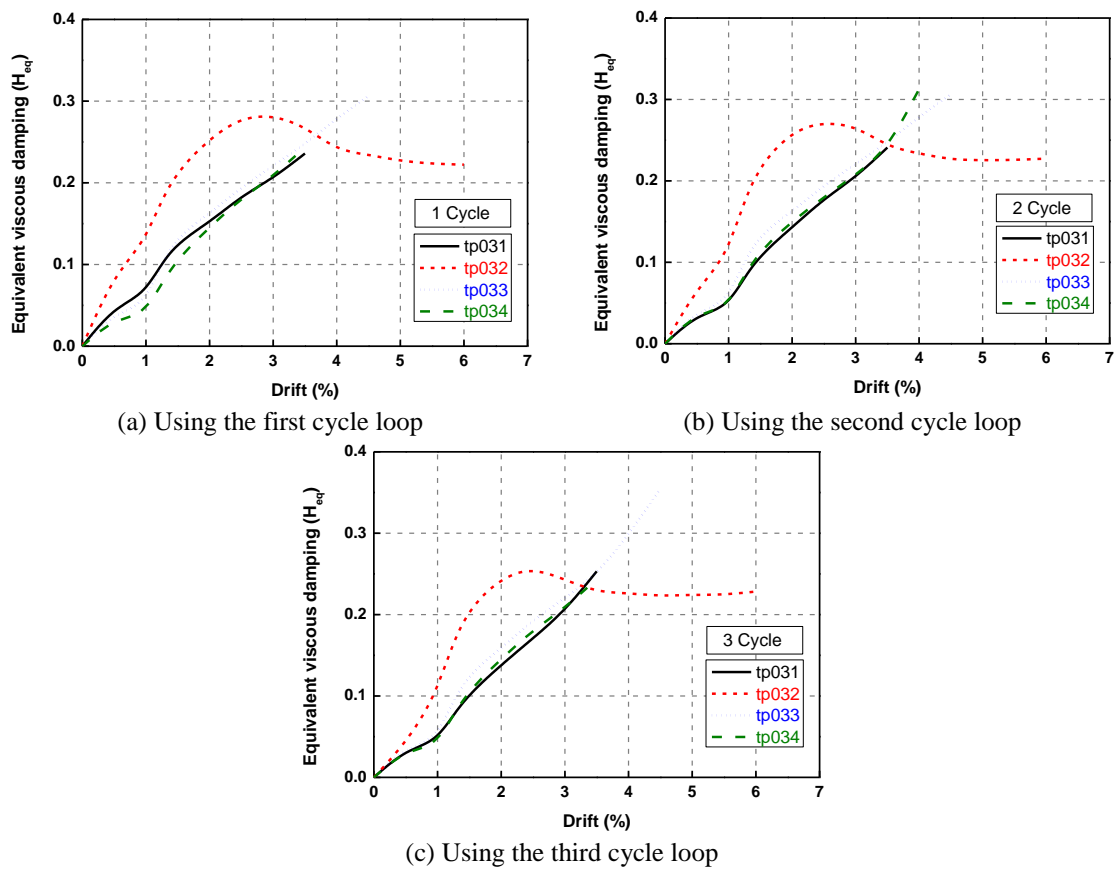 0.4
0.3
0.2
0.1
0.0
Equivalent viscous damping (H_eq)
0 1 2 3 4 5 6 7
Drift (%)
1 Cycle
tp031
tp032
tp033
tp034
(a) Using the first cycle loop
0.4
0.3
0.2
0.1
0.0
Equivalent viscous damping (H_eq)
0 1 2 3 4 5 6 7
Drift (%)
2 Cycle
tp031
tp032
tp033
tp034
(b) Using the second cycle loop
0.4
0.3
0.2
0.1
0.0
Equivalent viscous damping (H_eq)
0 1 2 3 4 5 6 7
Drift (%)
3 Cycle
tp031
tp032
tp033
tp034
(c) Using the third cycle loop